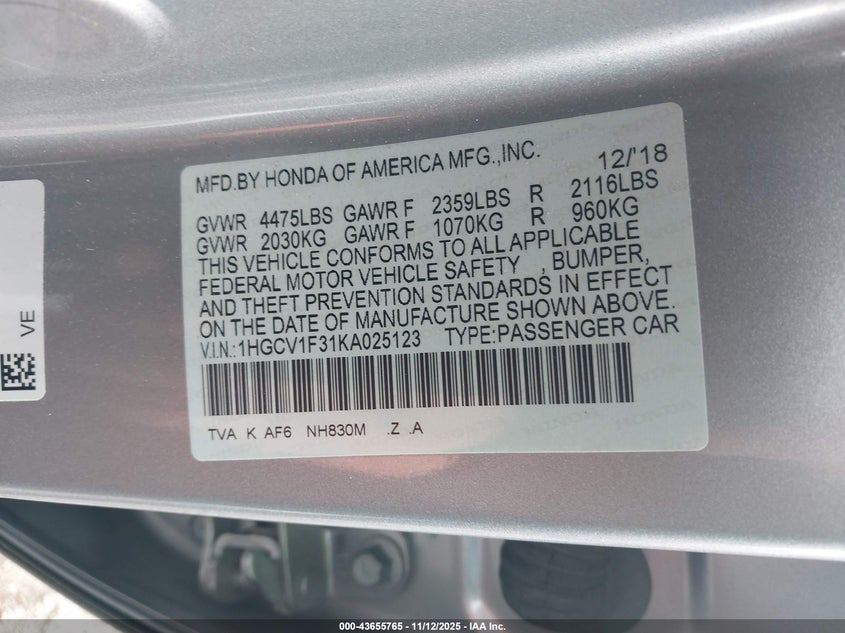 MFD.BY HONDA OF AMERICA MFG.,INC. 12/'18
GVWR 4475LBS GAWR F 2359LBS R 2116LBS
GVWR 2030KG GAWR F 1070KG R 960KG
THIS VEHICLE CONFORMS TO ALL APPLICABLE
FEDERAL MOTOR VEHICLE SAFETY , BUMPER,
AND THEFT PREVENTION STANDARDS IN EFFECT
ON THE DATE OF MANUFACTURE SHOWN ABOVE.
V.I.N.:1HGCV1F31KA025123 TYPE:PASSENGER CAR
TVA K AF6 NH830M .Z .A
VE
000-43655765 - 11/12/2025 - IAA Inc.